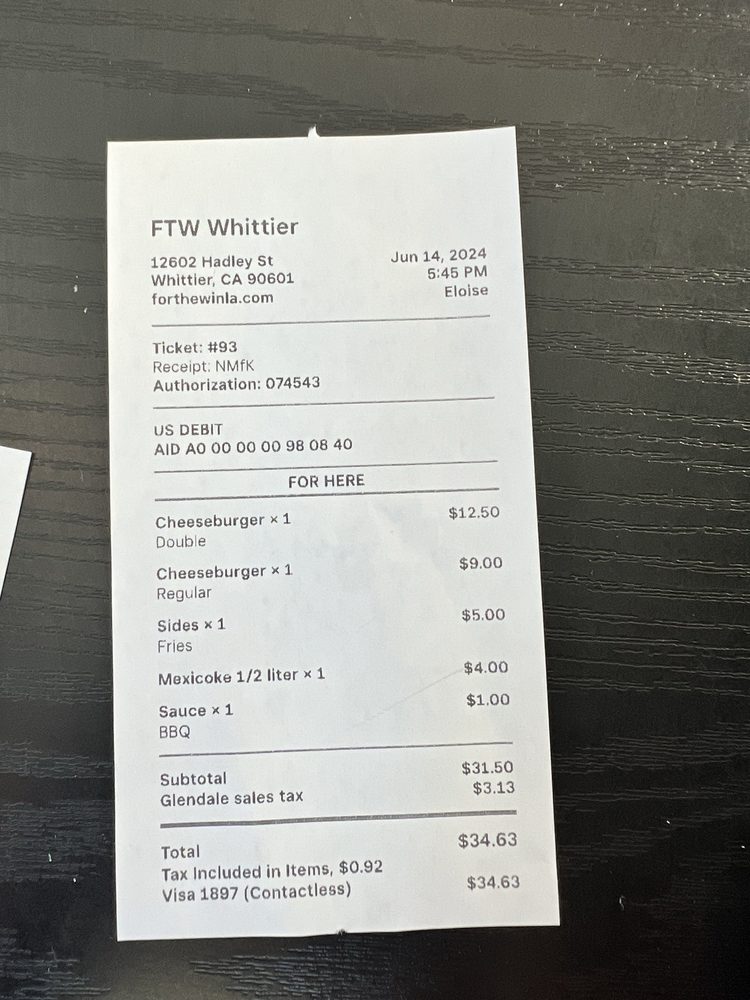 FTW Whittier
12602 Hadley St
Whittier, CA 90601
forthewinla.com
Jun 14, 2024
5:45 PM
Eloise
Ticket: #93
Receipt: NMfK
Authorization: 074543
US DEBIT
AID A0 00 00 00 98 08 40
FOR HERE
Cheeseburger × 1 $12.50
Double
Cheeseburger × 1 $9.00
Regular
Sides × 1 $5.00
Fries
Mexicoke 1/2 liter × 1 $4.00
Sauce × 1 $1.00
BBQ
Subtotal $31.50
Glendale sales tax $3.13
Total $34.63
Tax Included in Items, $0.92
Visa 1897 (Contactless) $34.63